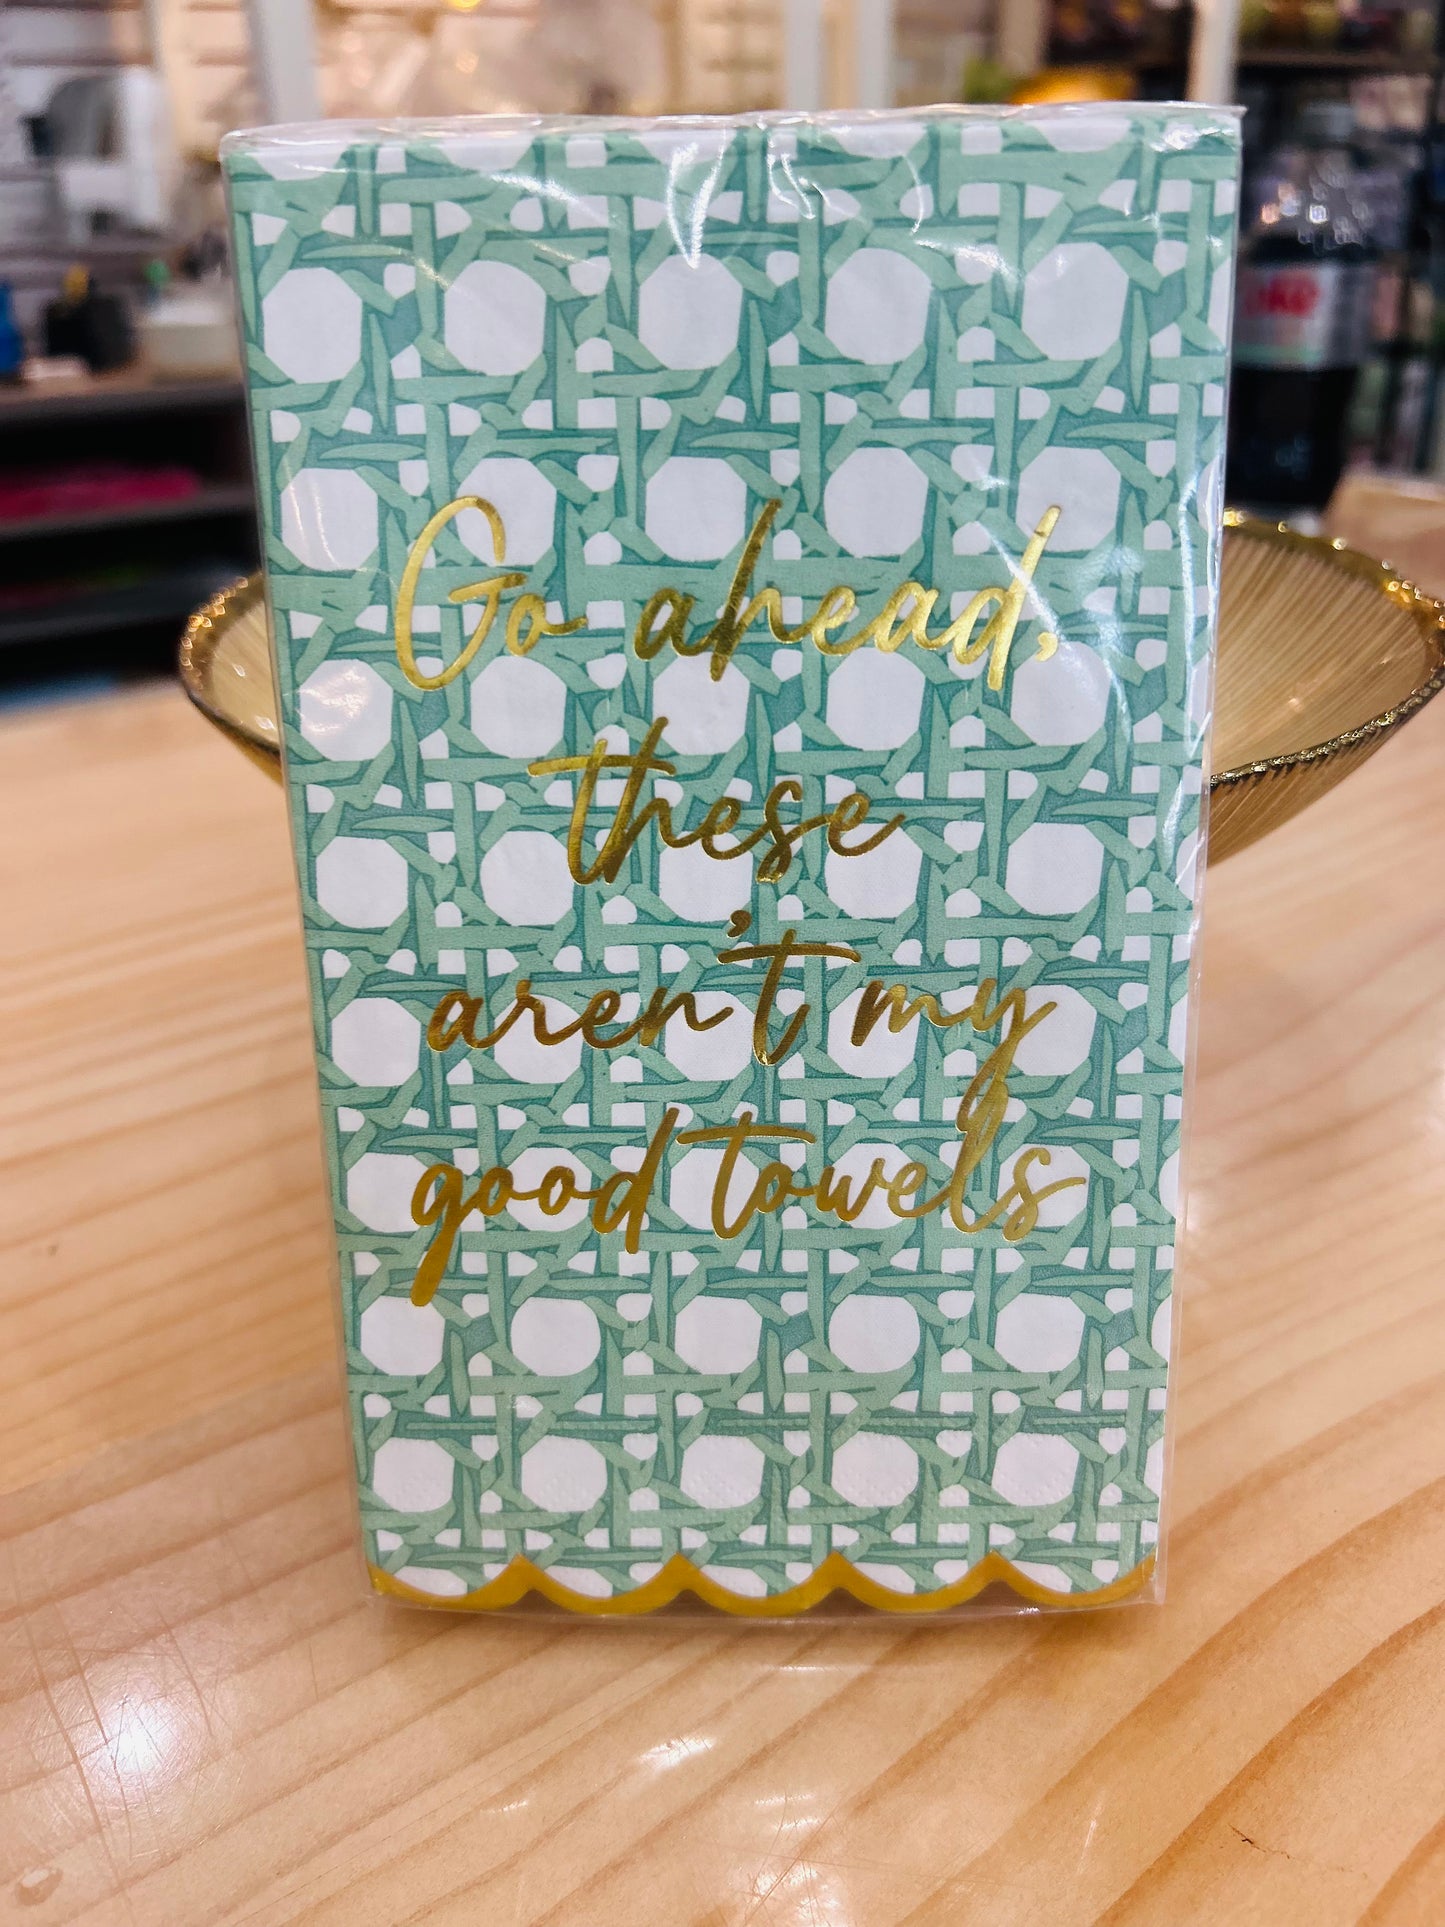 Go ahead,
these
aren't my
good towels